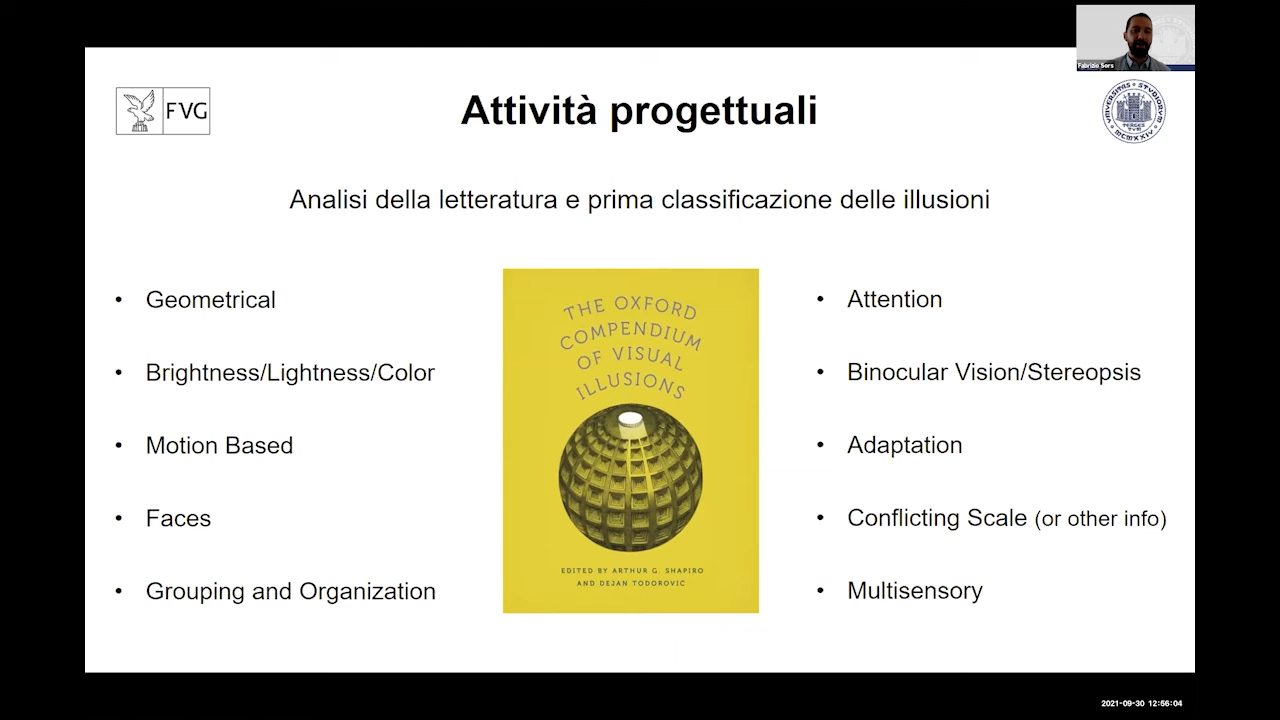 Fabrizio Sors
FVG
Attività progettuali
Analisi della letteratura e prima classificazione delle illusioni
• Geometrical
• Brightness/Lightness/Color
• Motion Based
• Faces
• Grouping and Organization
THE OXFORD
COMPENDIUM
OF VISUAL
ILLUSIONS
EDITED BY ARTHUR G. SHAPIRO
AND DEJAN TODOROVIĆ
• Attention
• Binocular Vision/Stereopsis
• Adaptation
• Conflicting Scale (or other info)
• Multisensory
2021-09-30 12:56:04